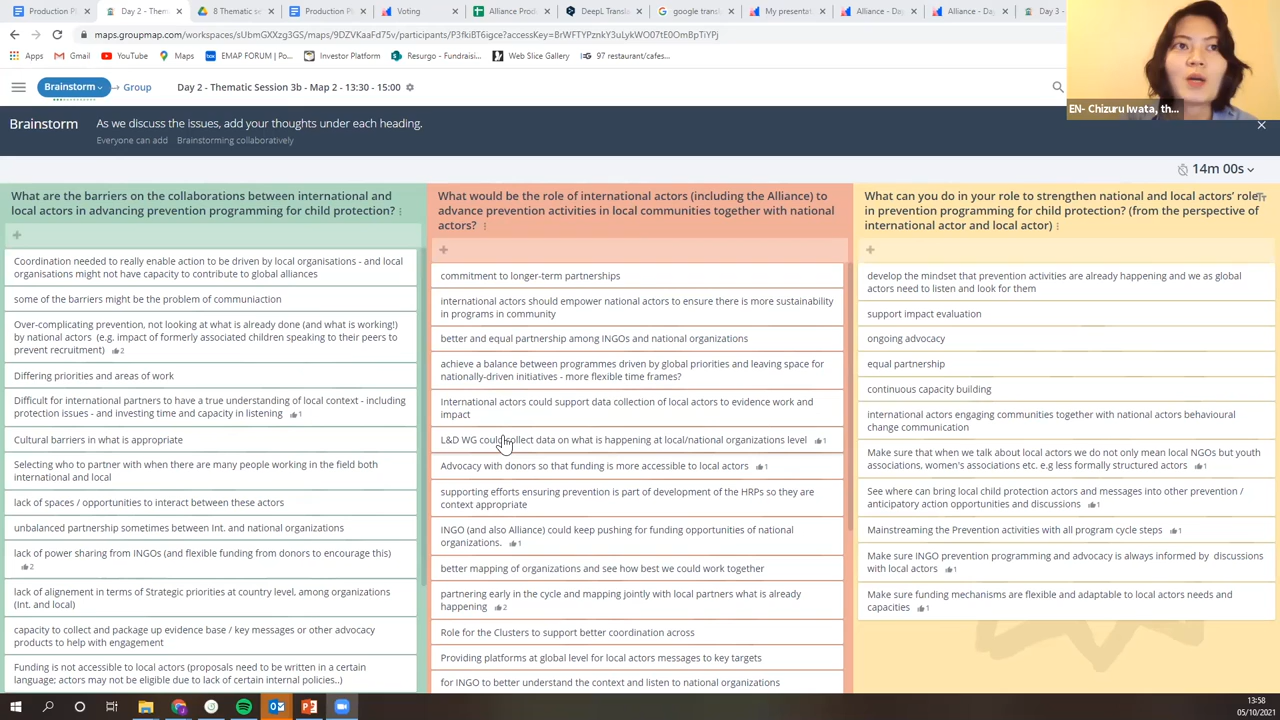 Production Pl
Day 2 - Them
8 Thematic se
Production Pl
Voting
Alliance Prod
DeepL Transl
google transl
My presentat
Alliance - Da
Alliance - Da
Day 3 -
maps.groupmap.com/workspaces/sUbmGXXzg3GS/maps/9DZVKaaFd75v/participants/P3fkiBT6igce?accessKey=BrWFTYPznkY3uLykWO07tE0OmBpTiYPj
Apps
Gmail
YouTube
Maps
EMAP FORUM | Po...
Investor Platform
Resurgo - Fundraisi...
Web Slice Gallery
97 restaurant/cafes...
EN- Chizuru Iwata, th...
Brainstorm
Group
Day 2 - Thematic Session 3b - Map 2 - 13:30 - 15:00
Brainstorm
As we discuss the issues, add your thoughts under each heading.
Everyone can add
Brainstorming collaboratively
14m 00s
What are the barriers on the collaborations between international and
local actors in advancing prevention programming for child protection?
Coordination needed to really enable action to be driven by local organisations - and local
organisations might not have capacity to contribute to global alliances
some of the barriers might be the problem of communiaction
Over-complicating prevention, not looking at what is already done (and what is working!)
by national actors (e.g. impact of formerly associated children speaking to their peers to
prevent recruitment) 2
Differing priorities and areas of work
Difficult for international partners to have a true understanding of local context - including
protection issues - and investing time and capacity in listening 1
Cultural barriers in what is appropriate
Selecting who to partner with when there are many people working in the field both
international and local
lack of spaces / opportunities to interact between these actors
unbalanced partnership sometimes between Int. and national organizations
lack of power sharing from INGOs (and flexible funding from donors to encourage this)
2
lack of alignement in terms of Strategic priorities at country level, among organizations
(Int. and local)
capacity to collect and package up evidence base / key messages or other advocacy
products to help with engagement
Funding is not accessible to local actors (proposals need to be written in a certain
language; actors may not be eligible due to lack of certain internal policies..)
What would be the role of international actors (including the Alliance) to
advance prevention activities in local communities together with national
actors?
commitment to longer-term partnerships
international actors should empower national actors to ensure there is more sustainability
in programs in community
better and equal partnership among INGOs and national organizations
achieve a balance between programmes driven by global priorities and leaving space for
nationally-driven initiatives - more flexible time frames?
International actors could support data collection of local actors to evidence work and
impact
L&D WG could collect data on what is happening at local/national organizations level 1
Advocacy with donors so that funding is more accessible to local actors 1
supporting efforts ensuring prevention is part of development of the HRPs so they are
context appropriate
INGO (and also Alliance) could keep pushing for funding opportunities of national
organizations. 1
better mapping of organizations and see how best we could work together
partnering early in the cycle and mapping jointly with local partners what is already
happening 2
Role for the Clusters to support better coordination across
Providing platforms at global level for local actors messages to key targets
for INGO to better understand the context and listen to national organizations
What can you do in your role to strengthen national and local actors' role
in prevention programming for child protection? (from the perspective of
international actor and local actor)
develop the mindset that prevention activities are already happening and we as global
actors need to listen and look for them
support impact evaluation
ongoing advocacy
equal partnership
continuous capacity building
international actors engaging communities together with national actors behavioural
change communication
Make sure that when we talk about local actors we do not only mean local NGOs but youth
associations, women's associations etc. e.g less formally structured actors 1
See where can bring local child protection actors and messages into other prevention /
anticipatory action opportunities and discussions 1
Mainstreaming the Prevention activities with all program cycle steps 1
Make sure INGO prevention programming and advocacy is always informed by discussions
with local actors 1
Make sure funding mechanisms are flexible and adaptable to local actors needs and
capacities 1
13:58
05/10/2021